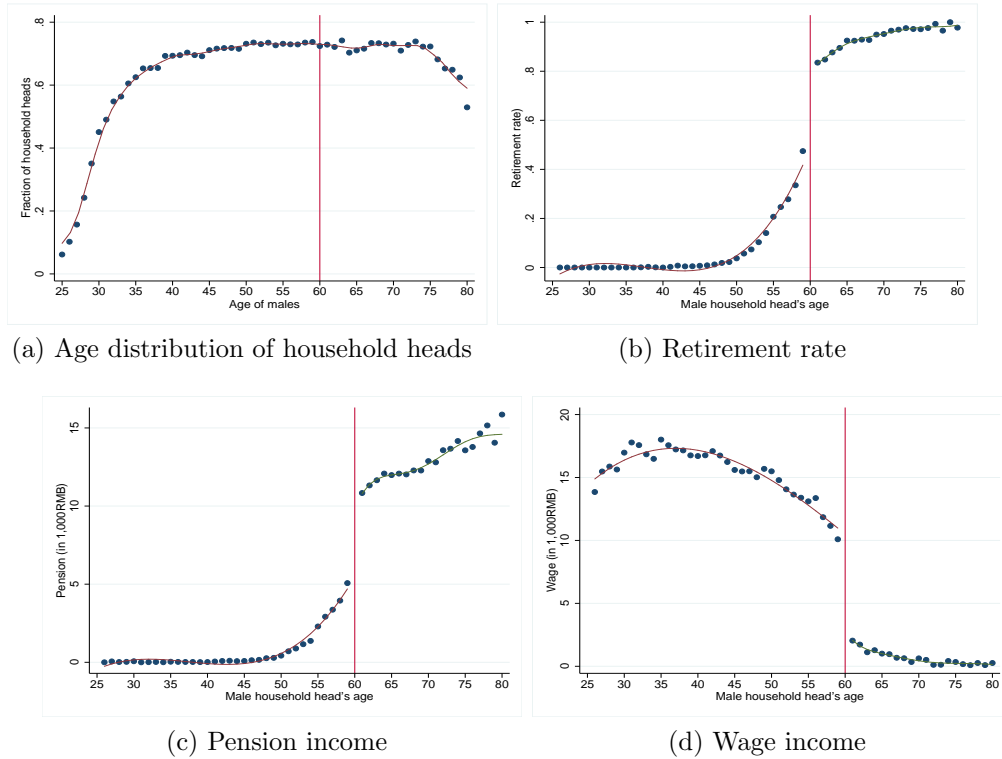 .8
.6
.4
.2
0
Fraction of household heads
25 30 35 40 45 50 55 60 65 70 75 80
Age of males
(a) Age distribution of household heads
1
.8
.6
.4
.2
0
Retirement rate)
25 30 35 40 45 50 55 60 65 70 75 80
Male household head's age
(b) Retirement rate
15
10
5
0
Pension (in 1,000RMB)
25 30 35 40 45 50 55 60 65 70 75 80
Male household head's age
(c) Pension income
20
15
10
5
0
Wage (in 1,000RMB)
25 30 35 40 45 50 55 60 65 70 75 80
Male household head's age
(d) Wage income